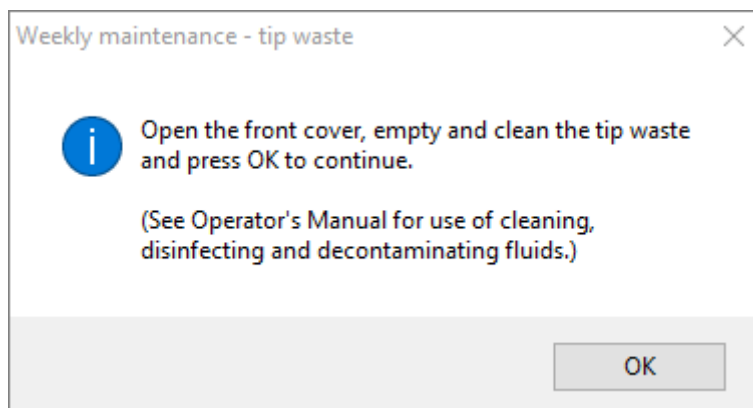 Weekly maintenance - tip waste
Open the front cover, empty and clean the tip waste
and press OK to continue.
(See Operator's Manual for use of cleaning,
disinfecting and decontaminating fluids.)
OK